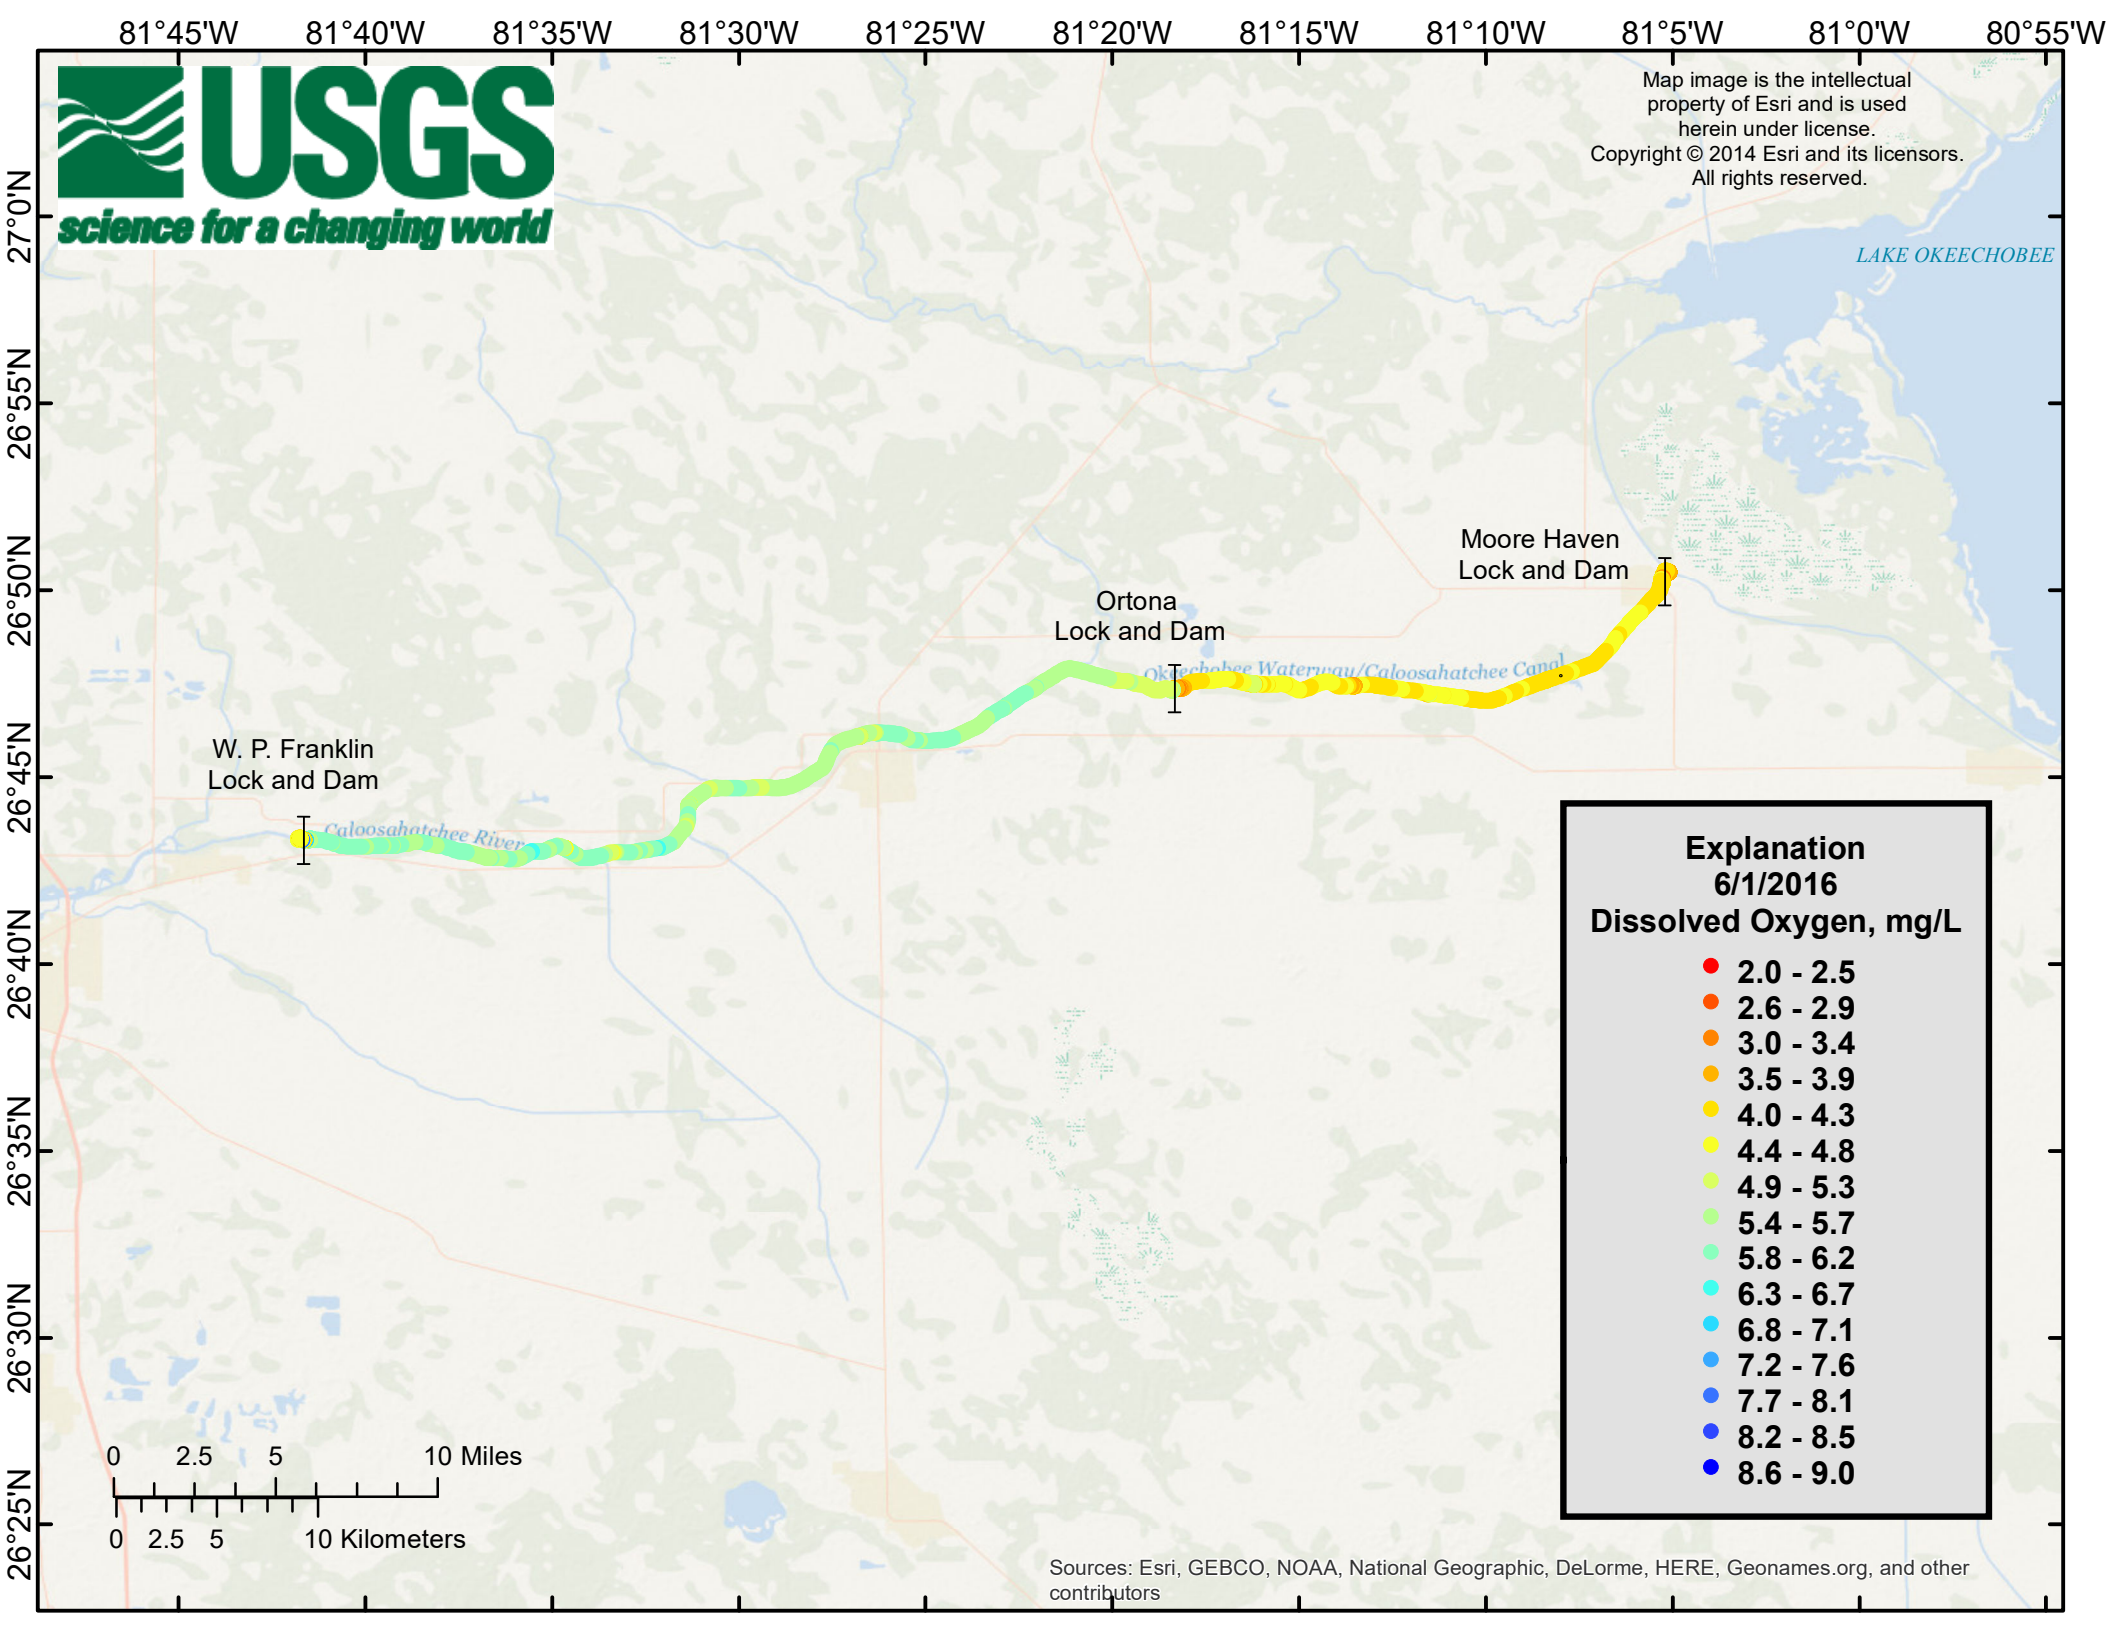 81°45'W 81°40'W 81°35'W 81°30'W 81°25'W 81°20'W 81°15'W 81°10'W 81°5'W 81°0'W 80°55'W
USGS
science for a changing world
Map image is the intellectual
property of Esri and is used
herein under license.
Copyright © 2014 Esri and its licensors.
All rights reserved.
LAKE OKEECHOBEE
27°0'N
26°55'N
26°50'N
26°45'N
26°40'N
26°35'N
26°30'N
26°25'N
Moore Haven
Lock and Dam
Ortona
Lock and Dam
Okeechobee Waterway/Caloosahatchee Canal
W. P. Franklin
Lock and Dam
Caloosahatchee River
Explanation
6/1/2016
Dissolved Oxygen, mg/L
2.0 - 2.5
2.6 - 2.9
3.0 - 3.4
3.5 - 3.9
4.0 - 4.3
4.4 - 4.8
4.9 - 5.3
5.4 - 5.7
5.8 - 6.2
6.3 - 6.7
6.8 - 7.1
7.2 - 7.6
7.7 - 8.1
8.2 - 8.5
8.6 - 9.0
0 2.5 5 10 Miles
0 2.5 5 10 Kilometers
Sources: Esri, GEBCO, NOAA, National Geographic, DeLorme, HERE, Geonames.org, and other
contributors